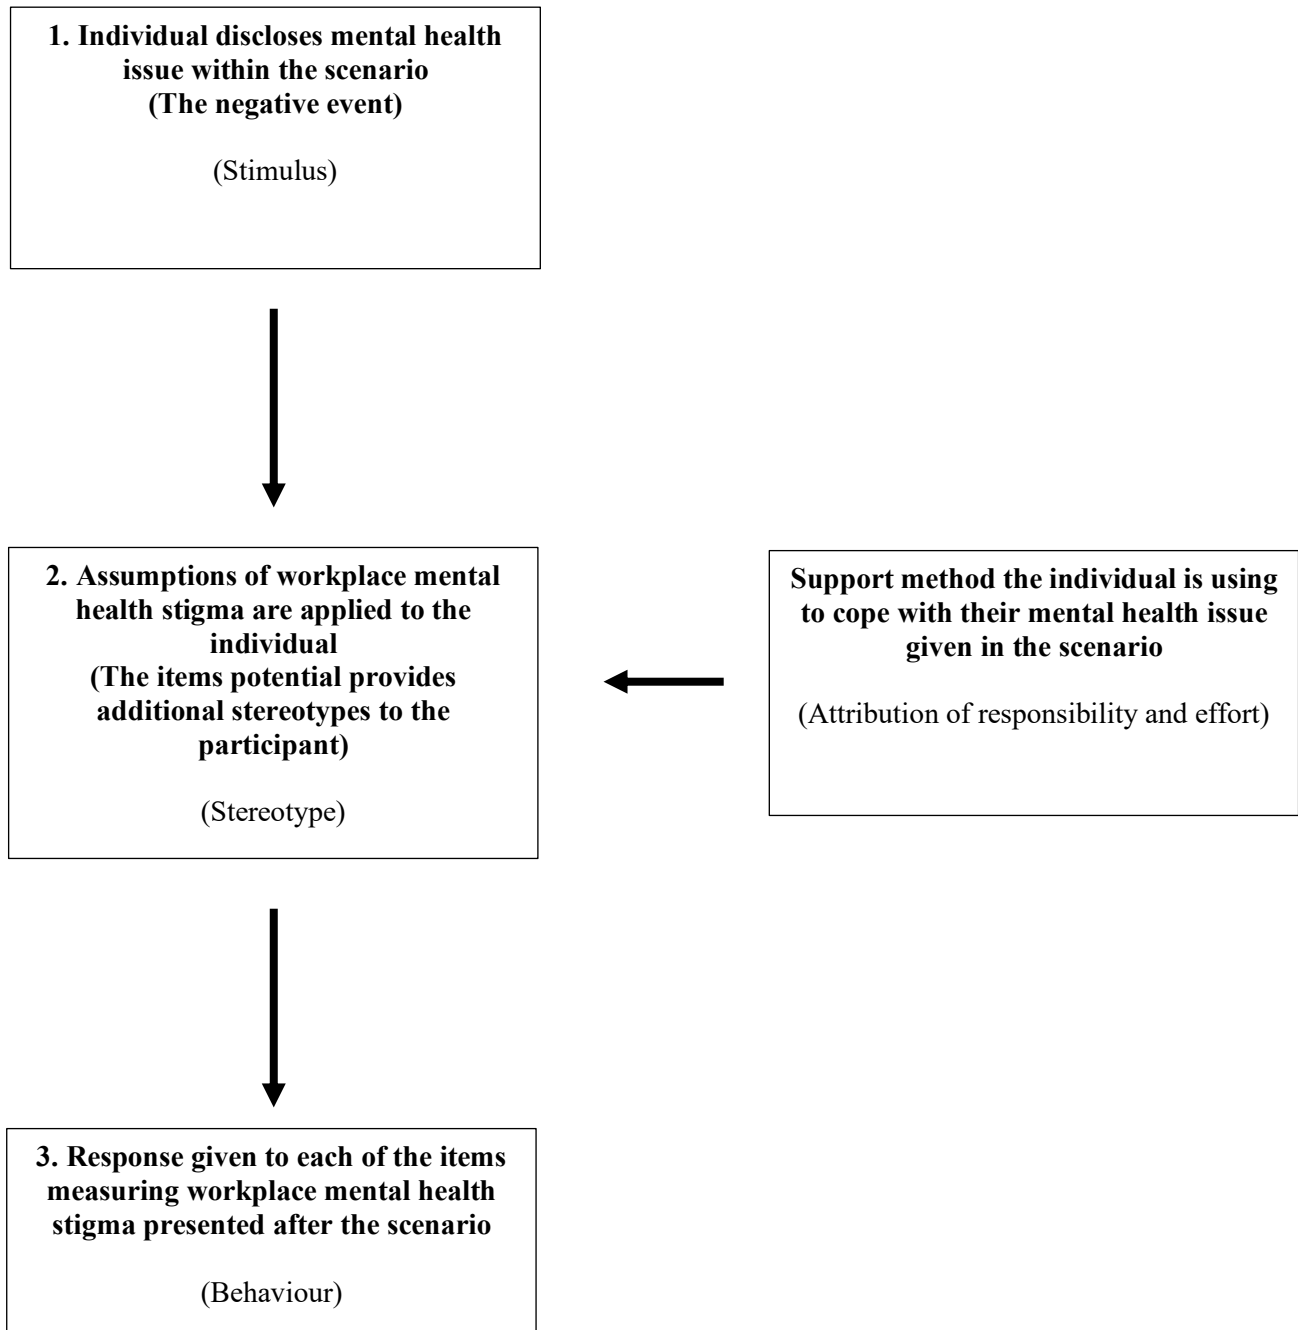 1. Individual discloses mental health
issue within the scenario
(The negative event)
(Stimulus)
2. Assumptions of workplace mental
health stigma are applied to the
individual
(The items potential provides
additional stereotypes to the
participant)
(Stereotype)
Support method the individual is using
to cope with their mental health issue
given in the scenario
(Attribution of responsibility and effort)
3. Response given to each of the items
measuring workplace mental health
stigma presented after the scenario
(Behaviour)